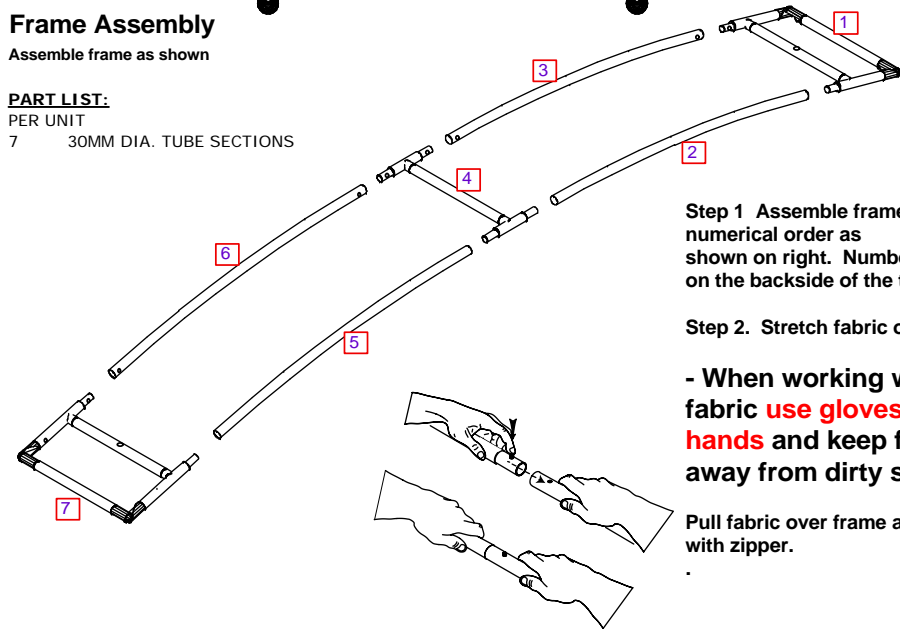 Frame Assembly
Assemble frame as shown
PART LIST:
PER UNIT
7 30MM DIA. TUBE SECTIONS
1
3
2
4
6
5
7
Step 1 Assemble frame
numerical order as
shown on right. Numbe
on the backside of the
Step 2. Stretch fabric
- When working
fabric use gloves
hands and keep
away from dirty
Pull fabric over frame
with zipper.
.